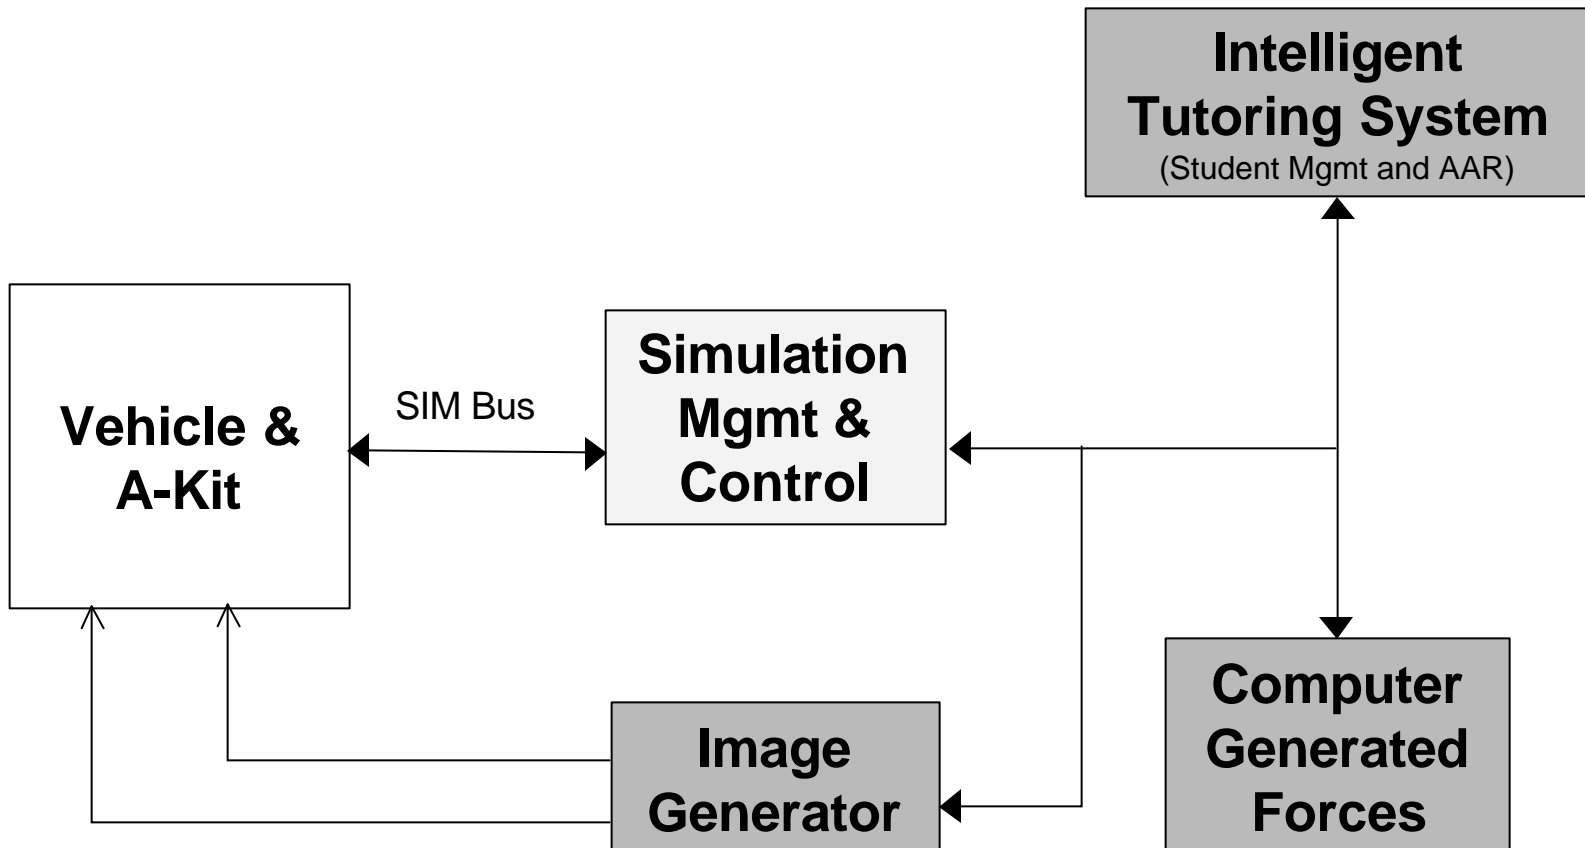 Intelligent
Tutoring System
(Student Mgmt and AAR)
Vehicle &
A-Kit
SIM Bus
Simulation
Mgmt &
Control
Image
Generator
Computer
Generated
Forces